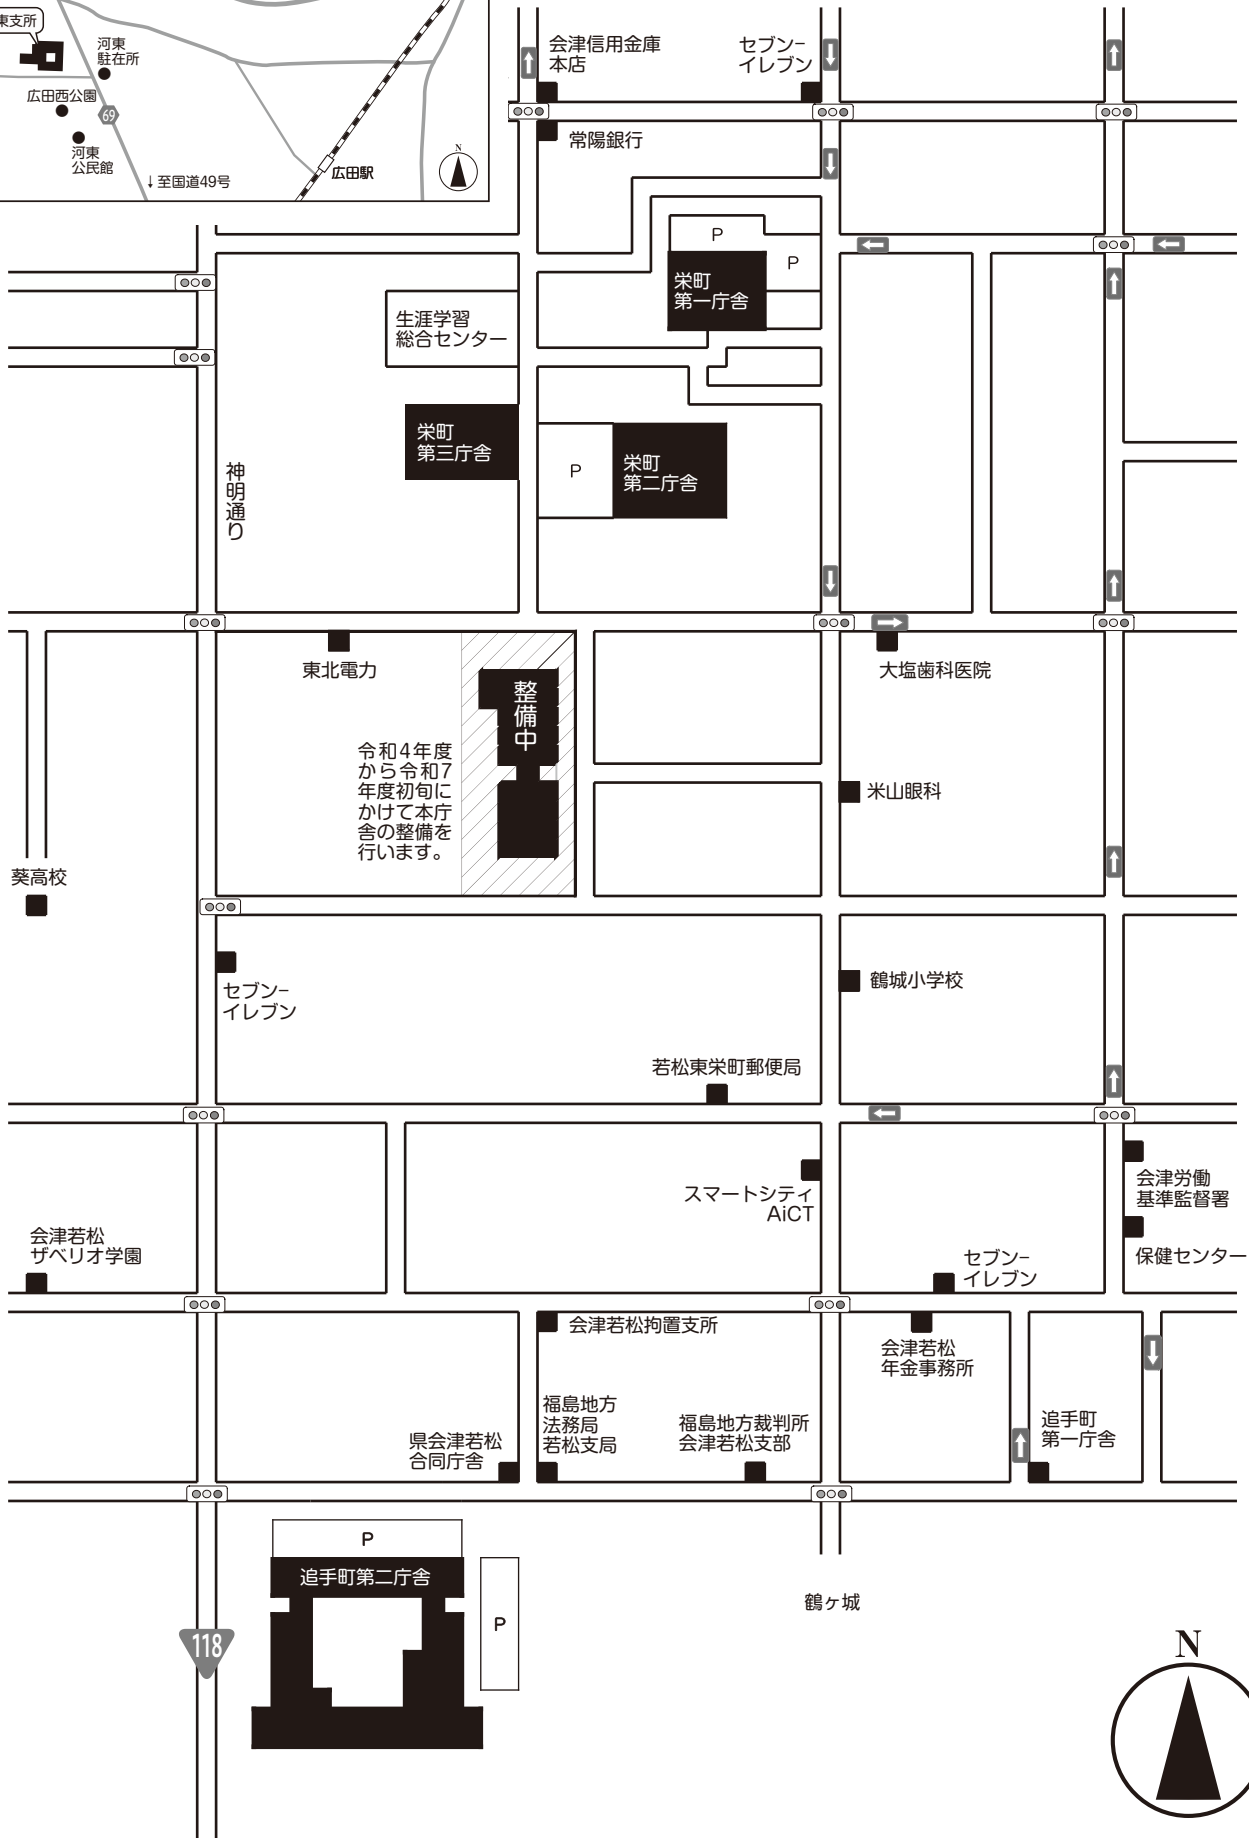 東支所
河東
駐在所
広田西公園
69
河東
公民館
↓至国道49号
広田駅
N
会津信用金庫
本店
セブン-
イレブン
常陽銀行
P
P
栄町
第一庁舎
生涯学習
総合センター
栄町
第三庁舎
P
栄町
第二庁舎
神明通り
東北電力
整備中
令和4年度
から令和7
年度初旬に
かけて本庁
舎の整備を
行います。
大塩歯科医院
米山眼科
葵高校
セブン-
イレブン
鶴城小学校
若松東栄町郵便局
スマートシティ
AiCT
会津労働
基準監督署
保健センター
会津若松
ザベリオ学園
セブン-
イレブン
会津若松拘置支所
会津若松
年金事務所
福島地方
法務局
若松支局
県会津若松
合同庁舎
福島地方裁判所
会津若松支部
追手町
第一庁舎
P
追手町第二庁舎
P
鶴ヶ城
118
N